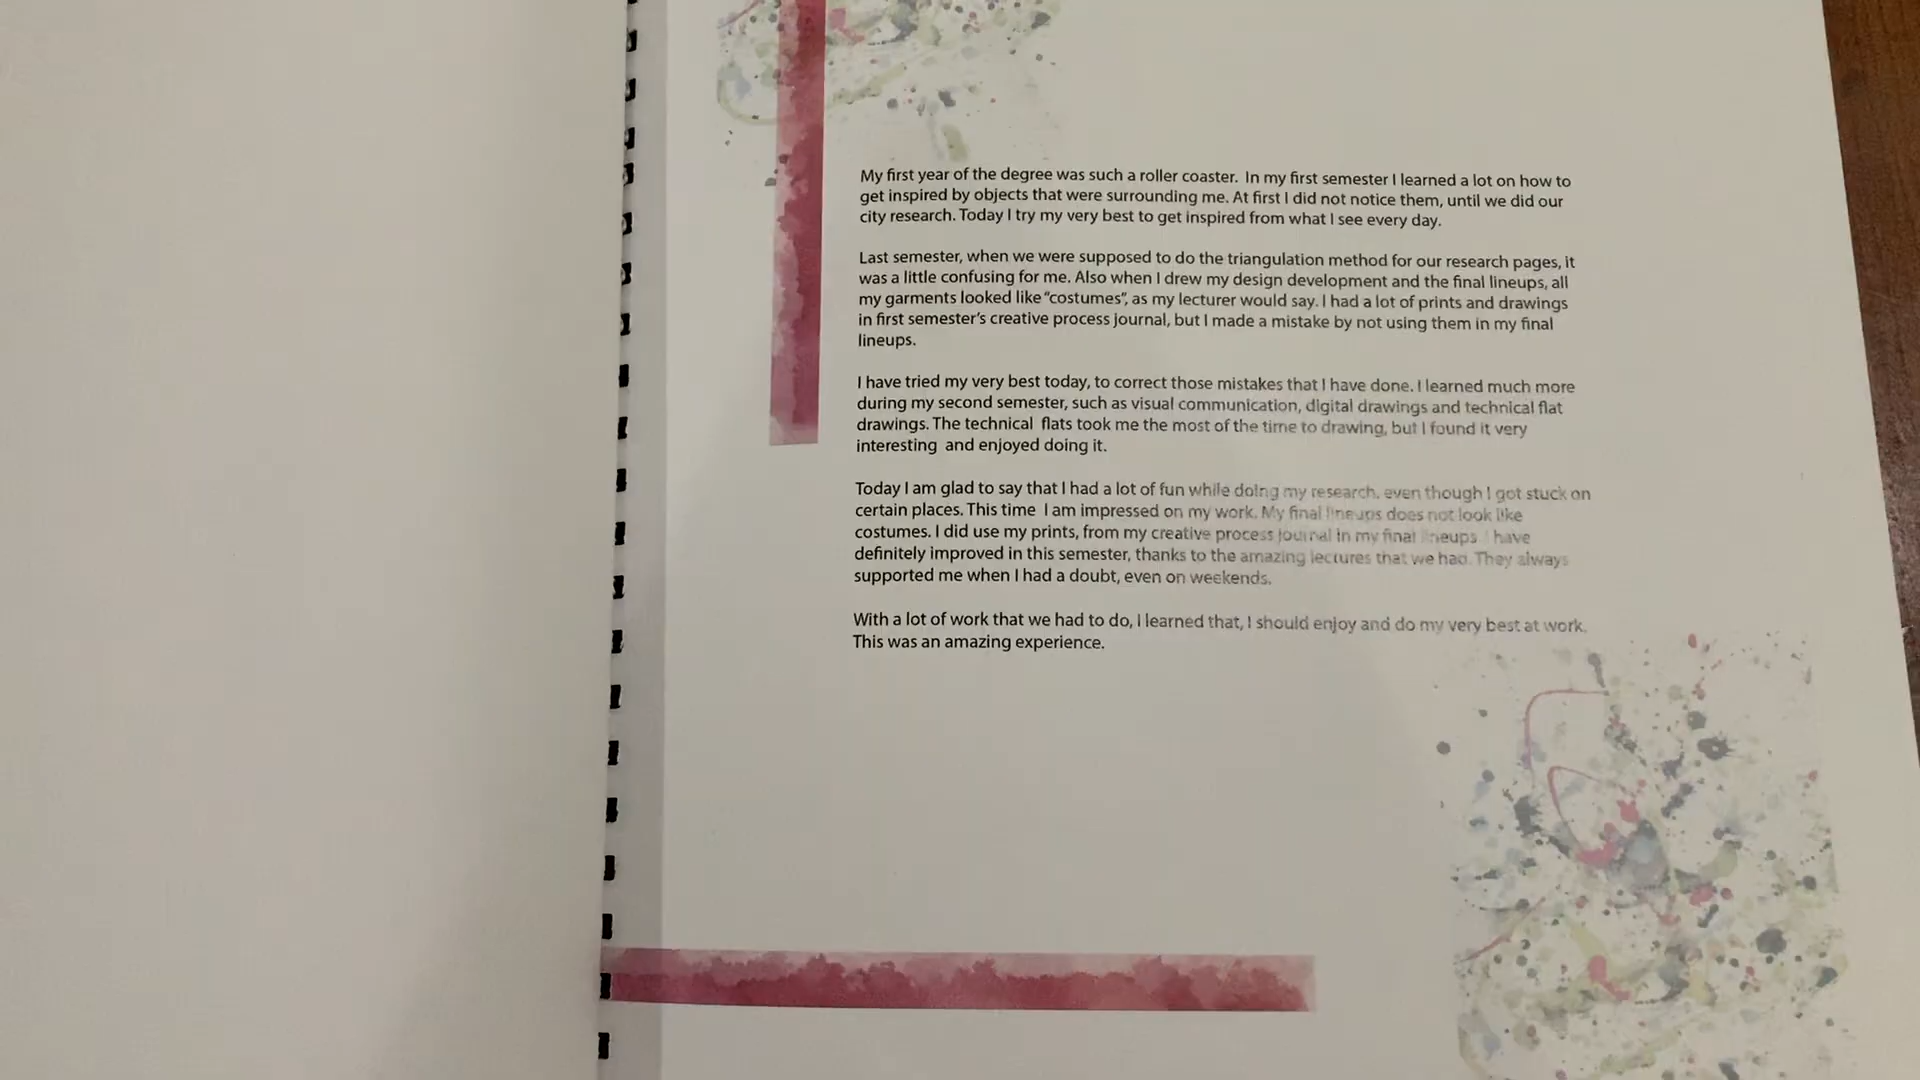 My first year of the degree was such a roller coaster. In my first semester I learned a lot on how to
get inspired by objects that were surrounding me. At first I did not notice them, until we did our
city research. Today I try my very best to get inspired from what I see every day.
Last semester, when we were supposed to do the triangulation method for our research pages, it
was a little confusing for me. Also when I drew my design development and the final lineups, all
my garments looked like "costumes", as my lecturer would say. I had a lot of prints and drawings
in first semester's creative process journal, but I made a mistake by not using them in my final
lineups.
I have tried my very best today, to correct those mistakes that I have done. I learned much more
during my second semester, such as visual communication, digital drawings and technical flat
drawings. The technical flats took me the most of the time to drawing, but I found it very
interesting and enjoyed doing it.
Today I am glad to say that I had a lot of fun while doing my research, even though I got stuck on
certain places. This time I am impressed on my work. My final lineups does not look like
costumes. I did use my prints, from my creative process journal in my final lineups. I have
definitely improved in this semester, thanks to the amazing lectures that we had. They always
supported me when I had a doubt, even on weekends.
With a lot of work that we had to do, I learned that, I should enjoy and do my very best at work.
This was an amazing experience.